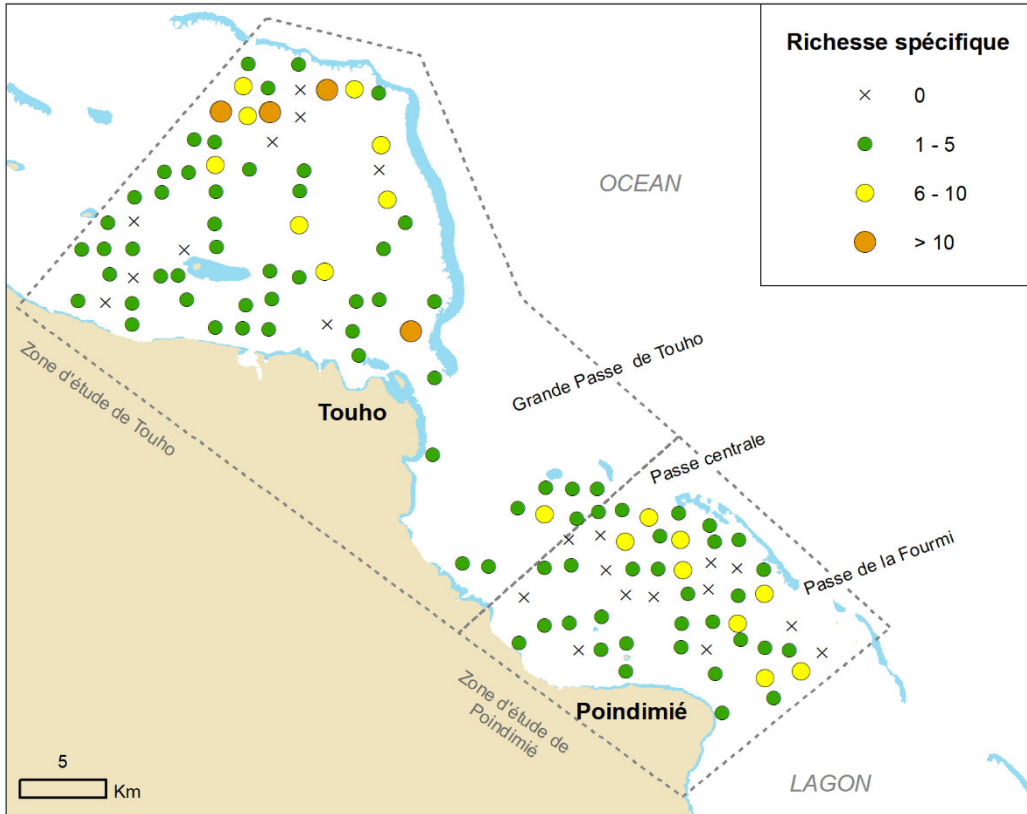 Richesse spécifique
0
1 - 5
6 - 10
> 10
OCEAN
Grande Passe de Touho
Zone d'étude de Touho
Touho
Passe centrale
Passe de la Fourmi
Zone d'étude de
Poindimié
Poindimié
LAGON
5
Km